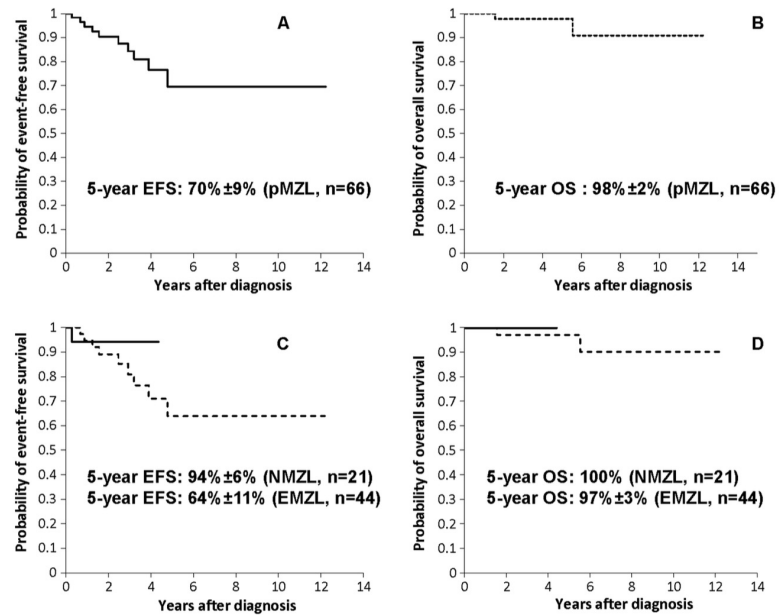 A
Probability of event-free survival
1
0.9
0.8
0.7
0.6
0.5
0.4
0.3
0.2
0.1
0
5-year EFS: 70%±9% (pMZL, n=66)
0 2 4 6 8 10 12 14
Years after diagnosis
B
Probability of overall survival
1
0.9
0.8
0.7
0.6
0.5
0.4
0.3
0.2
0.1
0
5-year OS : 98%±2% (pMZL, n=66)
0 2 4 6 8 10 12 14
Years after diagnosis
C
Probability of event-free survival
1
0.9
0.8
0.7
0.6
0.5
0.4
0.3
0.2
0.1
0
5-year EFS: 94%±6% (NMZL, n=21)
5-year EFS: 64%±11% (EMZL, n=44)
0 2 4 6 8 10 12 14
Years after diagnosis
D
Probability of overall survival
1
0.9
0.8
0.7
0.6
0.5
0.4
0.3
0.2
0.1
0
5-year OS: 100% (NMZL, n=21)
5-year OS: 97%±3% (EMZL, n=44)
0 2 4 6 8 10 12 14
Years after diagnosis